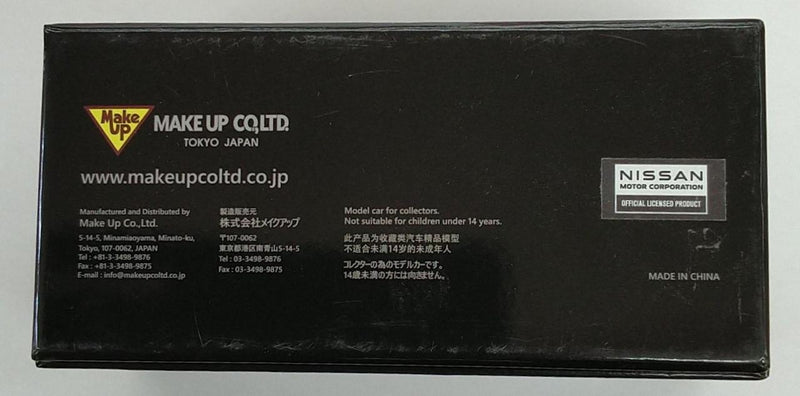 Make Up
MAKE UP CO.,LTD.
TOKYO JAPAN
www.makeupcoltd.co.jp
Manufactured and Distributed by
Make Up Co.,Ltd.
5-14-5, Minamiaoyama, Minato-ku,
Tokyo, 107-0062, JAPAN
Tel : +81-3-3498-9876
Fax : +81-3-3498-9875
E-mail : info@makeupcoltd.co.jp
製造販売元
株式会社メイクアップ
〒107-0062
東京都港区南青山5-14-5
Tel : 03-3498-9876
Fax : 03-3498-9875
Model car for collectors.
Not suitable for children under 14 years.
此产品为收藏类汽车精品模型
不适合未满14岁的未成年人
コレクターの為のモデルカーです。
14歳未満の方には向きません。
NISSAN
MOTOR CORPORATION
OFFICIAL LICENSED PRODUCT
MADE IN CHINA